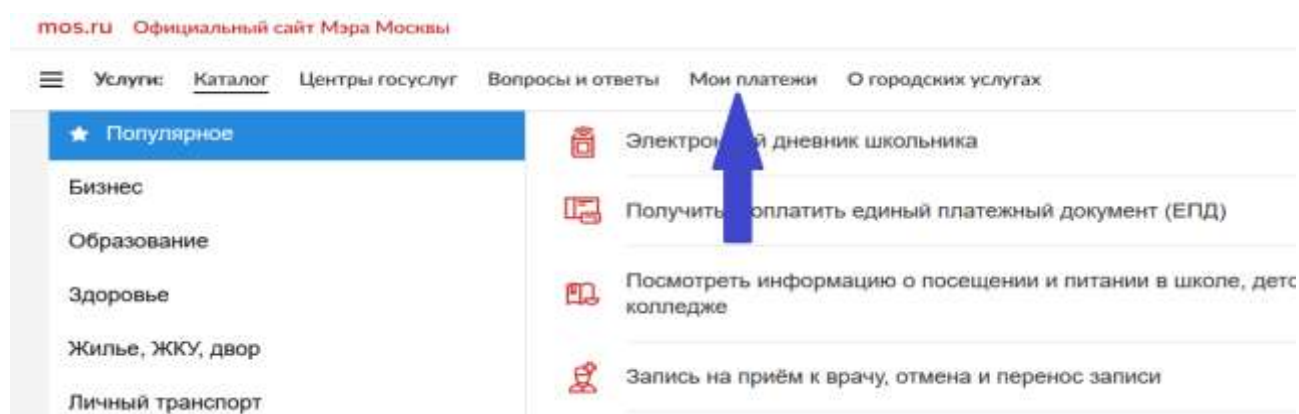 mos.ru Официальный сайт Мэра Москвы
Услуги: Каталог Центры госуслуг Вопросы и ответы Мои платежи О городских услугах
Популярное
Бизнес
Образование
Здоровье
Жилье, ЖКУ, двор
Личный транспорт
дневник школьника
Получить оплатить единый платежный документ (ЕПД)
Посмотреть информацию о посещении и питании в школе, детс
колледже
Запись на приём к врачу, отмена и перенос записи